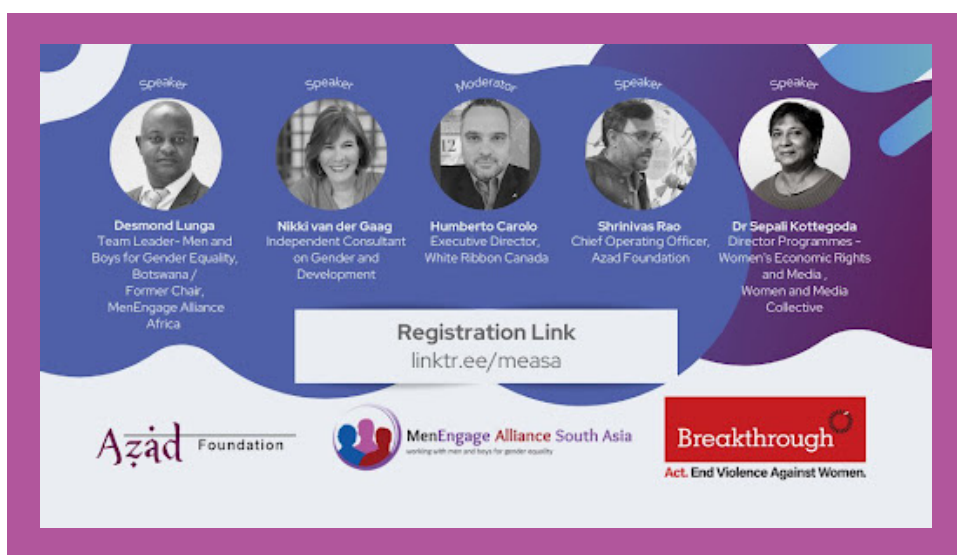 Speaker
Desmond Lunga
Team Leader- Men and
Boys for Gender Equality,
Botswana /
Former Chair,
MenEngage Alliance
Africa
Speaker
Nikki van der Gaag
Independent Consultant
on Gender and
Development
Moderator
12
Humberto Carolo
Executive Director,
White Ribbon Canada
Speaker
Shrinivas Rao
Chief Operating Officer,
Azad Foundation
Speaker
Dr Sepali Kottegoda
Director Programmes -
Women's Economic Rights
and Media ,
Women and Media
Collective
Registration Link
linktr.ee/measa
Azad Foundation
MenEngage Alliance South Asia
working with men and boys for gender equality
Breakthrough
Act. End Violence Against Women.